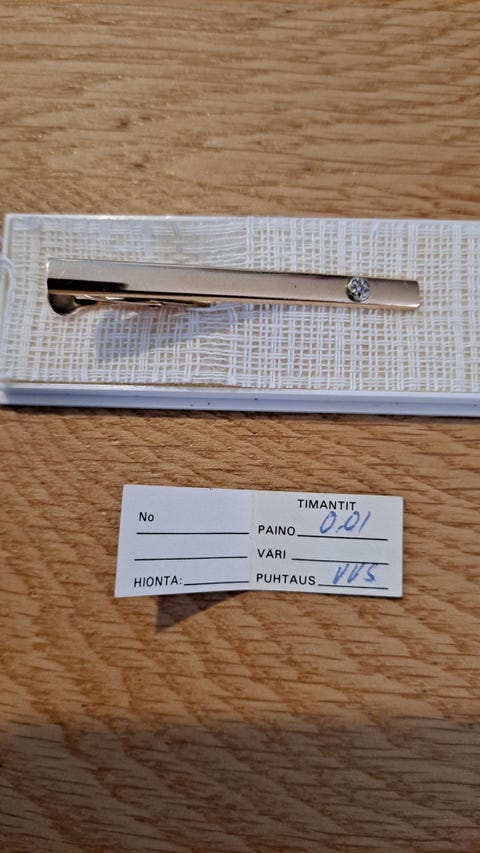 No
HIONTA:
TIMANTIT
PAINO 0.01
VÄRI
PUHTAUS VVS